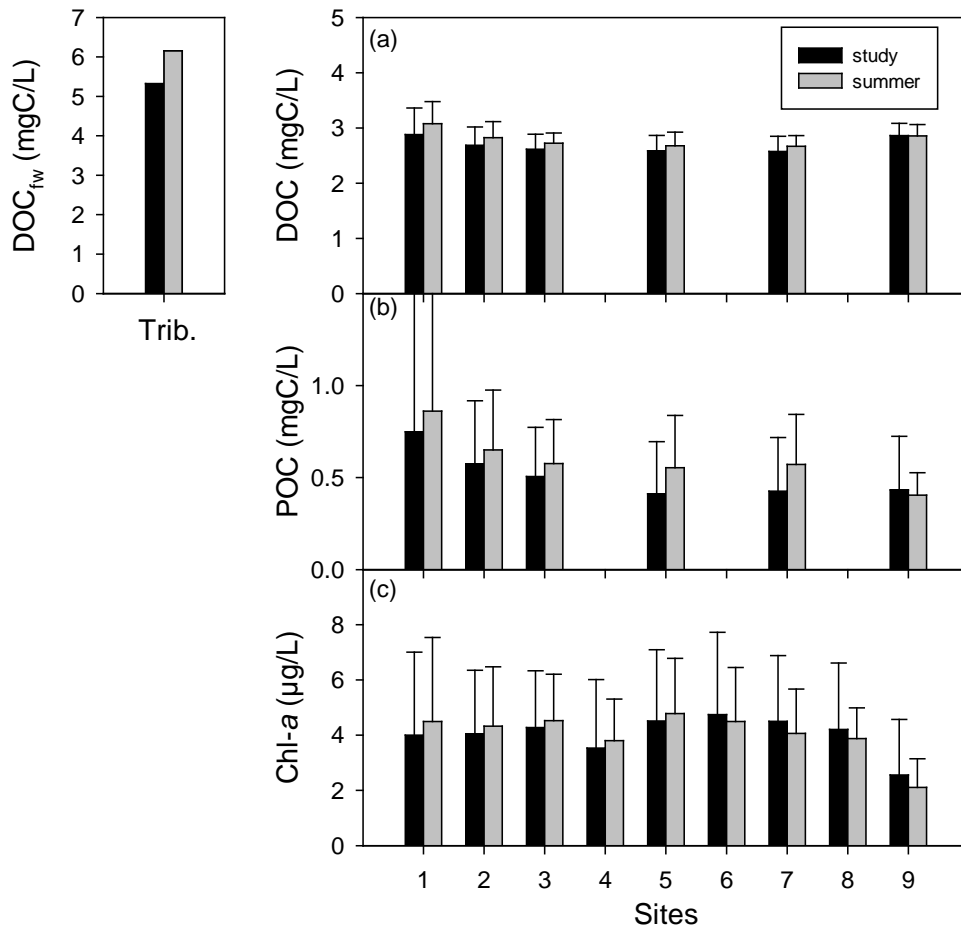 DOCfw (mgC/L)
7
6
5
4
3
2
1
0
Trib.
(a)
DOC (mgC/L)
5
4
3
2
1
0
study
summer
(b)
POC (mgC/L)
1.0
0.5
0.0
(c)
Chl-a (µg/L)
8
6
4
2
0
1 2 3 4 5 6 7 8 9
Sites